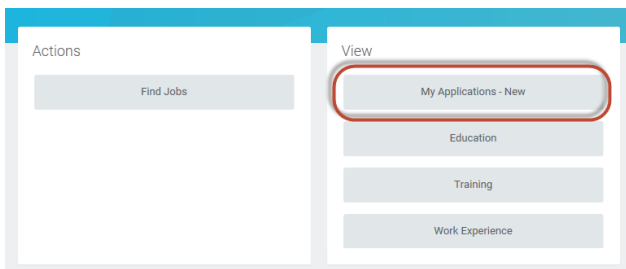 Actions
Find Jobs
View
My Applications - New
Education
Training
Work Experience